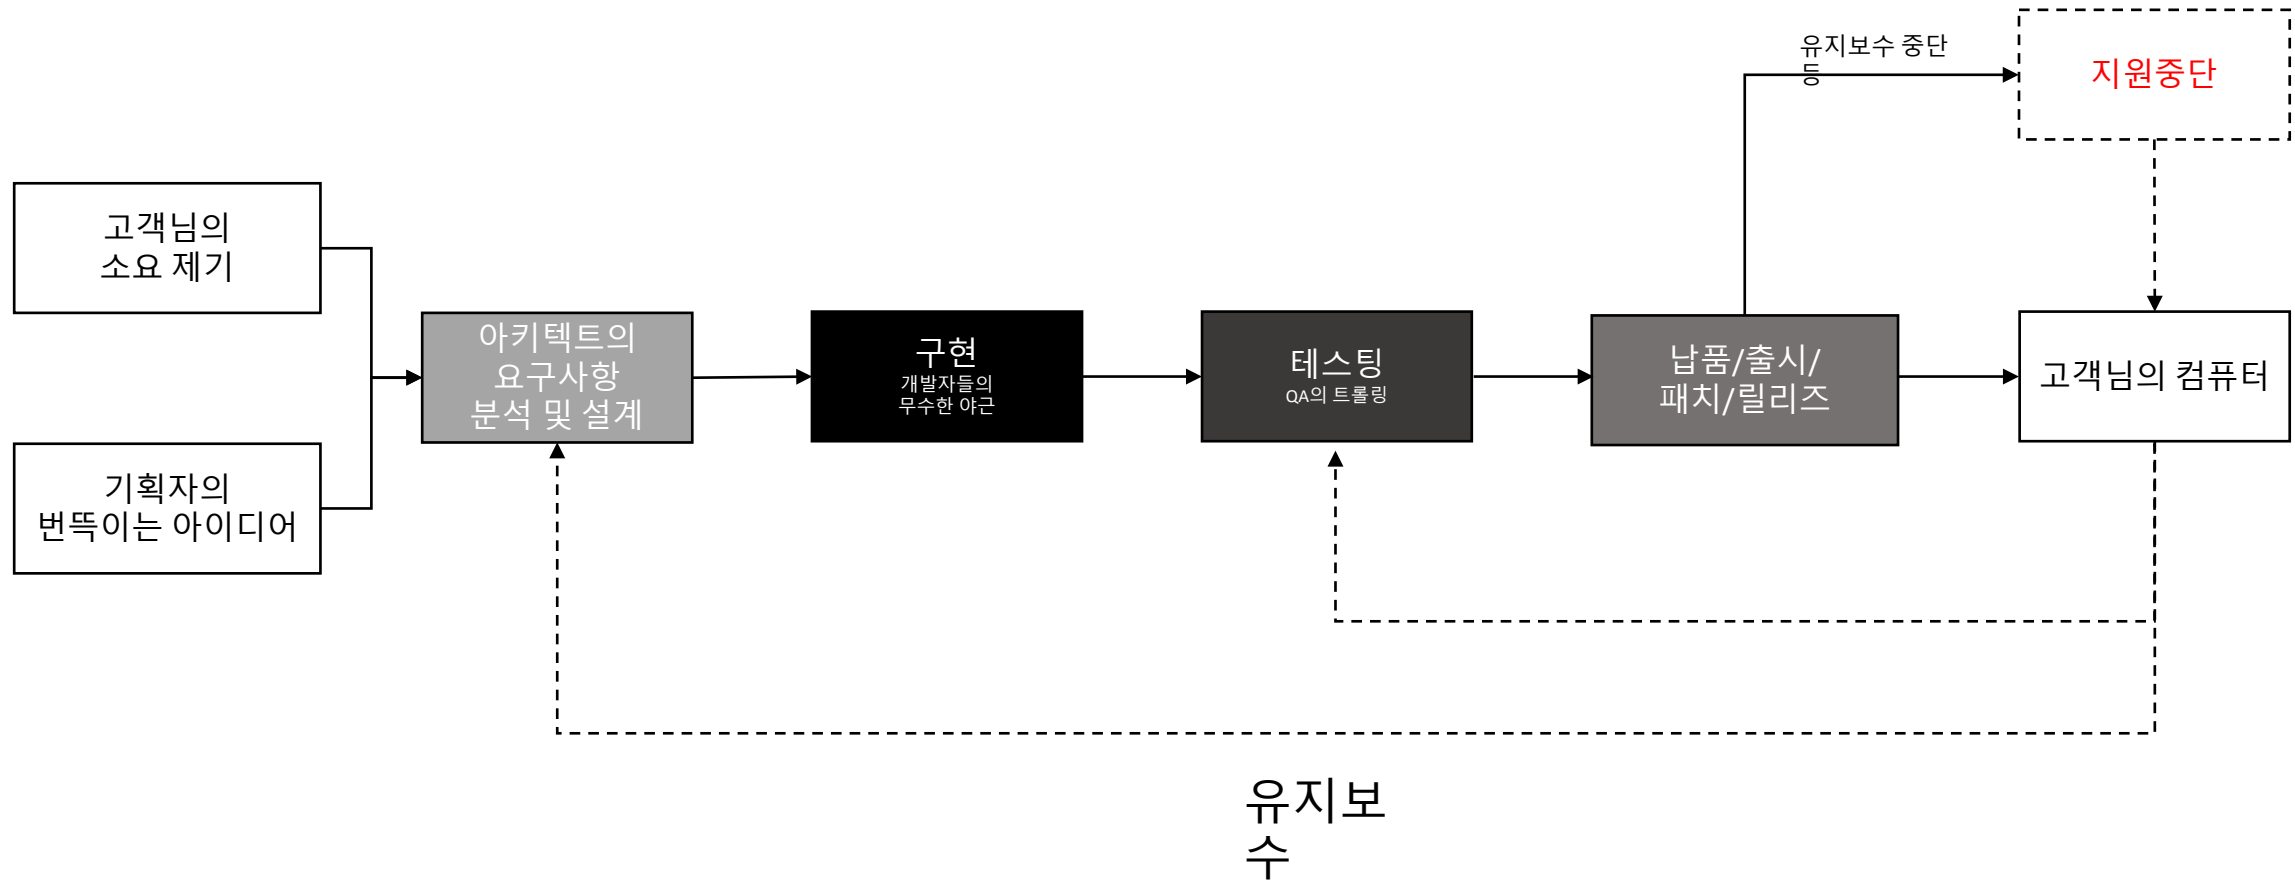 유지보수 중단
등
지원중단
고객님의
소요 제기
기획자의
번뜩이는 아이디어
아키텍트의
요구사항
분석 및 설계
구현
개발자들의
무수한 야근
테스팅
QA의 트롤링
납품/출시/
패치/릴리즈
고객님의 컴퓨터
유지보
수